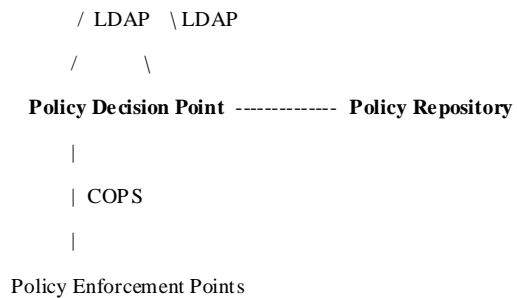 / LDAP \ LDAP
/ \
Policy Decision Point -------------- Policy Repository
|
| COPS
|
Policy Enforcement Points